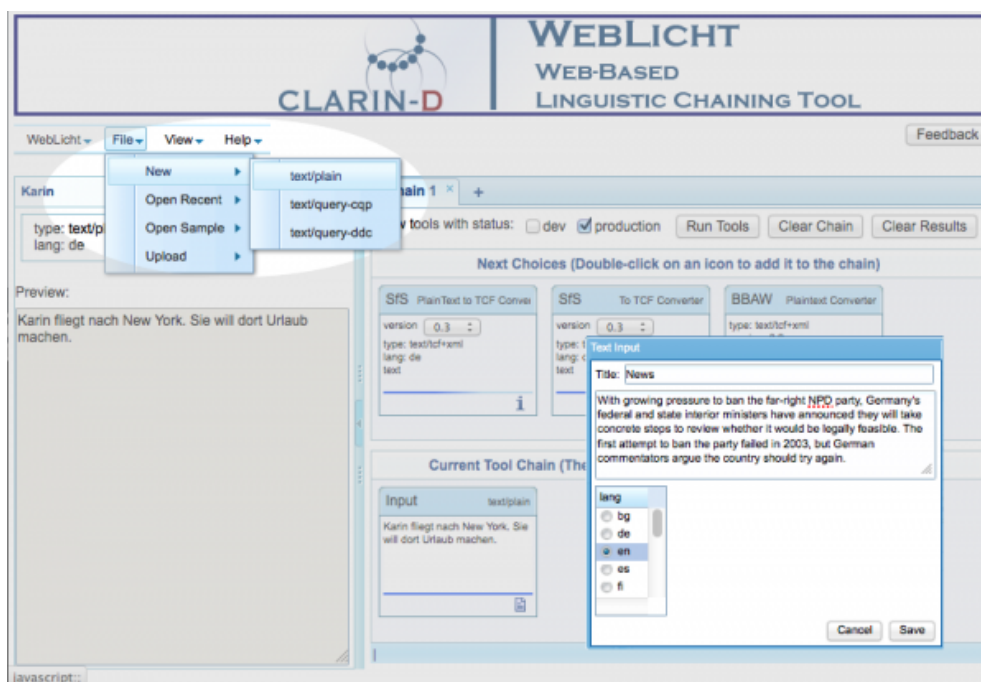 WEBLICHT
WEB-BASED
LINGUISTIC CHAINING TOOL
CLARIN-D
WebLicht File View Help
Feedback
New
Open Recent
Open Sample
Upload
text/plain
text/query-cqp
text/query-ddc
Karin
type: text/pl
lang: de
Preview:
Karin fliegt nach New York. Sie will dort Urlaub
machen.
hain 1 × +
w tools with status: dev production Run Tools Clear Chain Clear Results
Next Choices (Double-click on an icon to add it to the chain)
SfS PlainText to TCF Conver
version 0.3
type: text/tcf+xml
lang: de
text
i
SfS To TCF Converter
version 0.3
type: t
lang: d
text
BBAW Plaintext Converter
type: text/tcf+xml
Current Tool Chain (The
Input text/plain
Karin fliegt nach New York. Sie
will dort Urlaub machen.
Text Input
Title: News
With growing pressure to ban the far-right NPD party, Germany's
federal and state interior ministers have announced they will take
concrete steps to review whether it would be legally feasible. The
first attempt to ban the party failed in 2003, but German
commentators argue the country should try again.
lang
bg
de
en
es
fi
Cancel Save
javascript:;